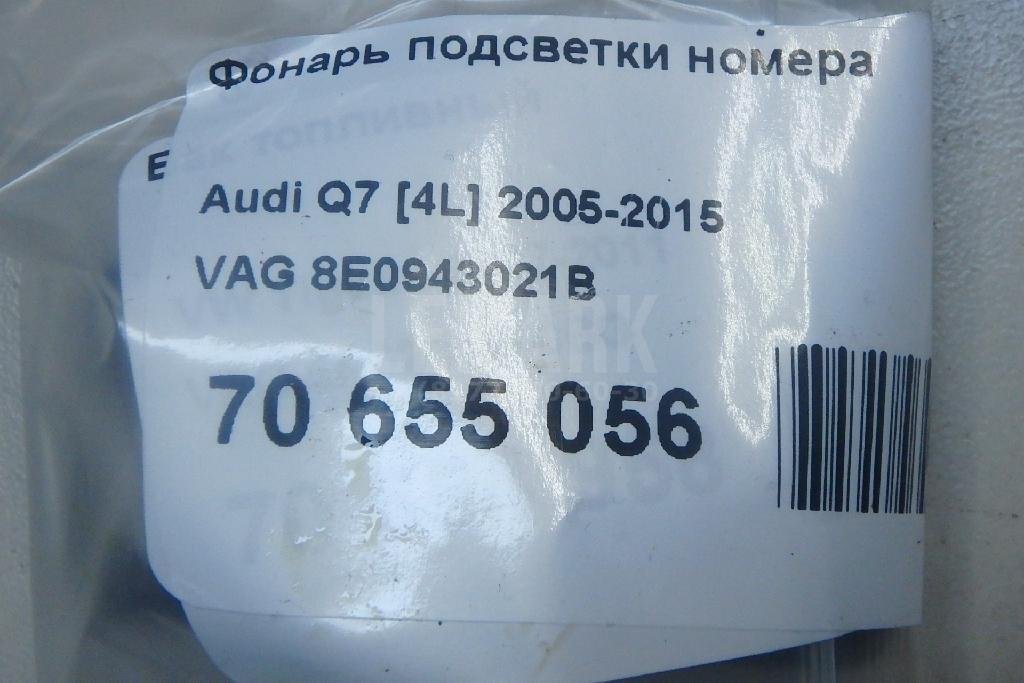 Фонарь подсветки номера
Audi Q7 [4L] 2005-2015
VAG 8E0943021B
70 655 056